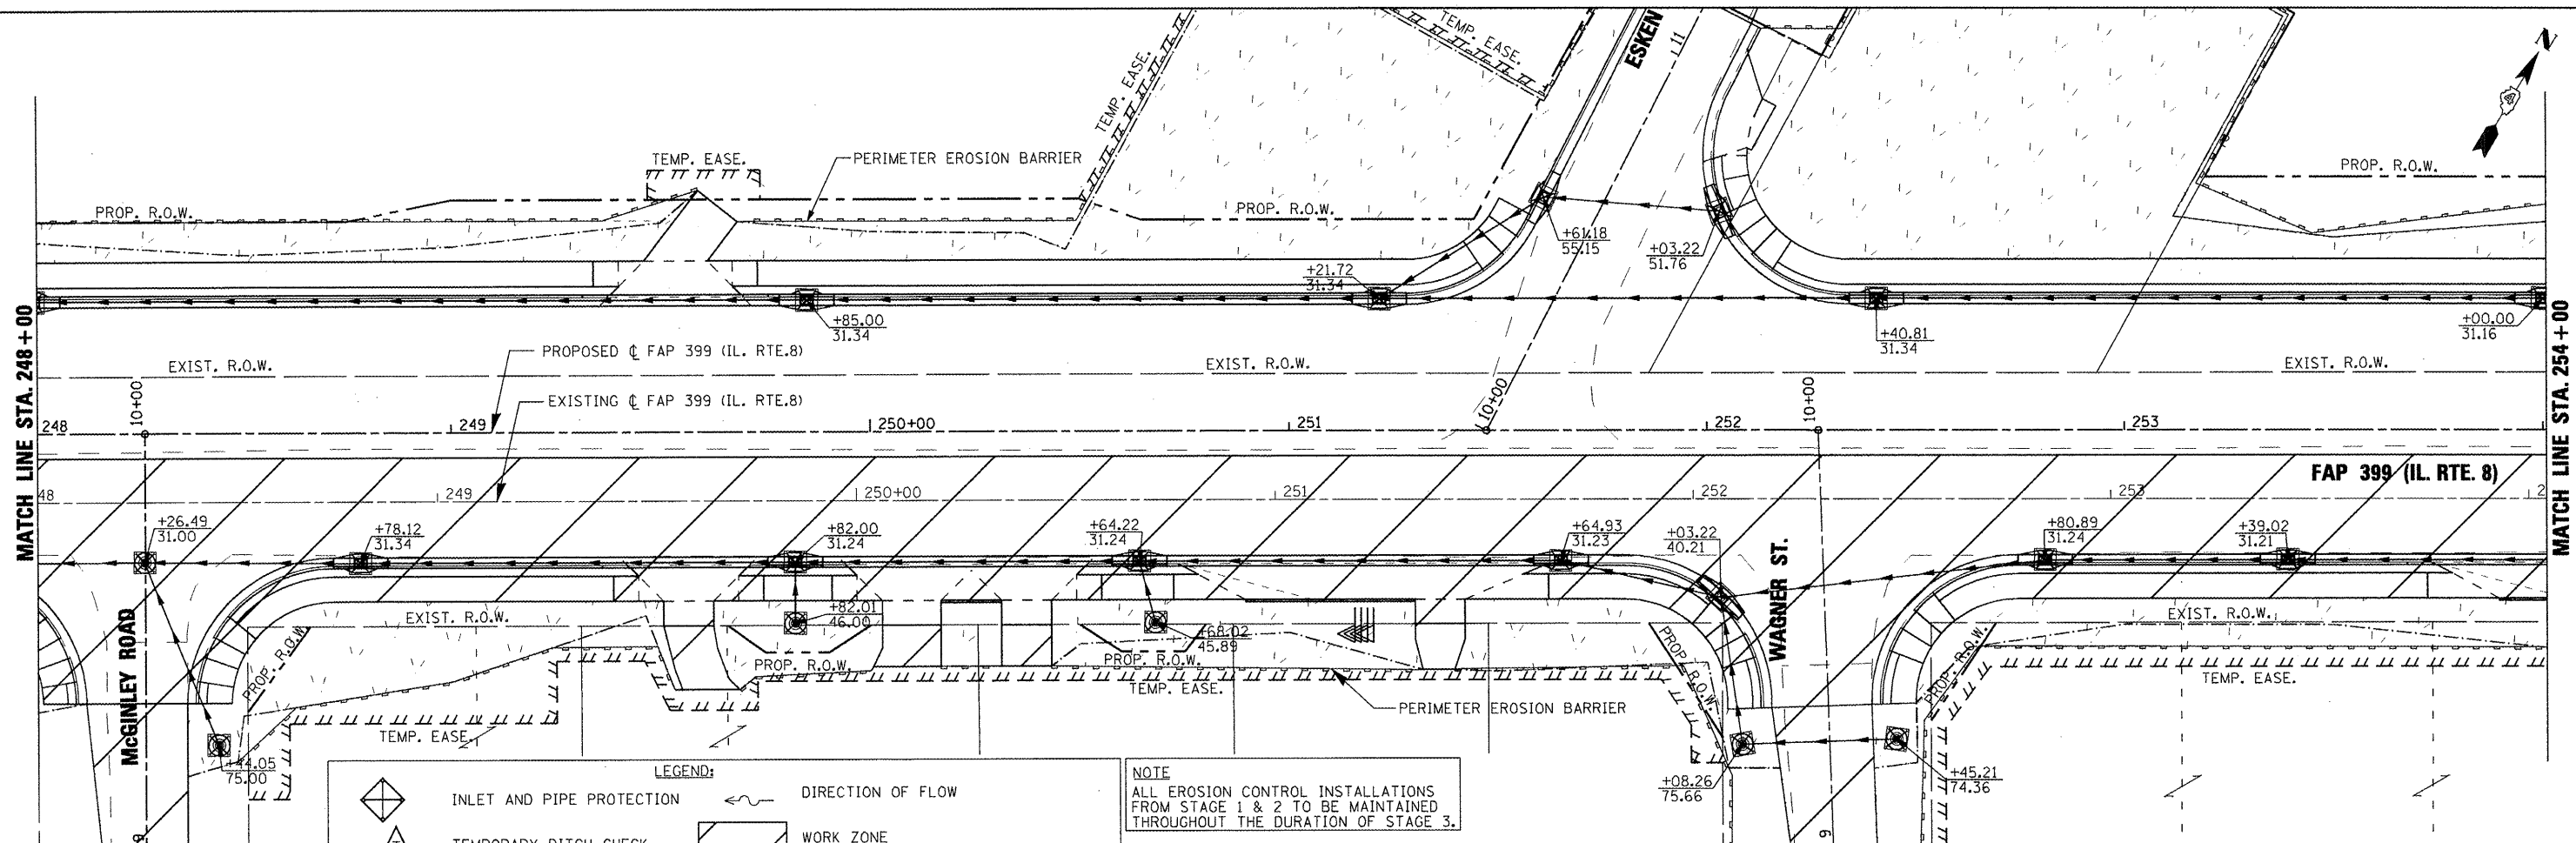 TEMP. EASE.
ESKEN
11
N
TEMP. EASE.
TEMP. EASE.
PERIMETER EROSION BARRIER
PROP. R.O.W.
PROP. R.O.W.
PROP. R.O.W.
+61.18
55.15
+03.22
51.76
+21.72
31.34
+85.00
31.34
+40.81
31.34
+00.00
31.16
MATCH LINE STA. 248+00
MATCH LINE STA. 254+00
PROPOSED ℄ FAP 399 (IL. RTE.8)
EXIST. R.O.W.
EXIST. R.O.W.
EXIST. R.O.W.
EXISTING ℄ FAP 399 (IL. RTE.8)
10+00
10+00
10+00
248
249
250+00
251
252
253
FAP 399 (IL. RTE. 8)
48
249
250+00
251
252
253
2
+26.49
31.00
+78.12
31.34
+82.00
31.24
+64.22
31.24
+64.93
31.23
+03.22
40.21
+80.89
31.24
+39.02
31.21
McGINLEY ROAD
WAGNER ST.
EXIST. R.O.W.
+82.01
46.00
+68.02
45.89
EXIST. R.O.W.
PROP. R.O.W.
PROP. R.O.W.
PROP. R.O.W.
PROP. R.O.W.
PROP. R.O.W.
TEMP. EASE.
TEMP. EASE.
PERIMETER EROSION BARRIER
TEMP. EASE.
+44.05
75.00
+08.26
75.66
+45.21
74.36
LEGEND:
INLET AND PIPE PROTECTION
DIRECTION OF FLOW
TEMPORARY DITCH CHECK
WORK ZONE
NOTE
ALL EROSION CONTROL INSTALLATIONS
FROM STAGE 1 & 2 TO BE MAINTAINED
THROUGHOUT THE DURATION OF STAGE 3.
9